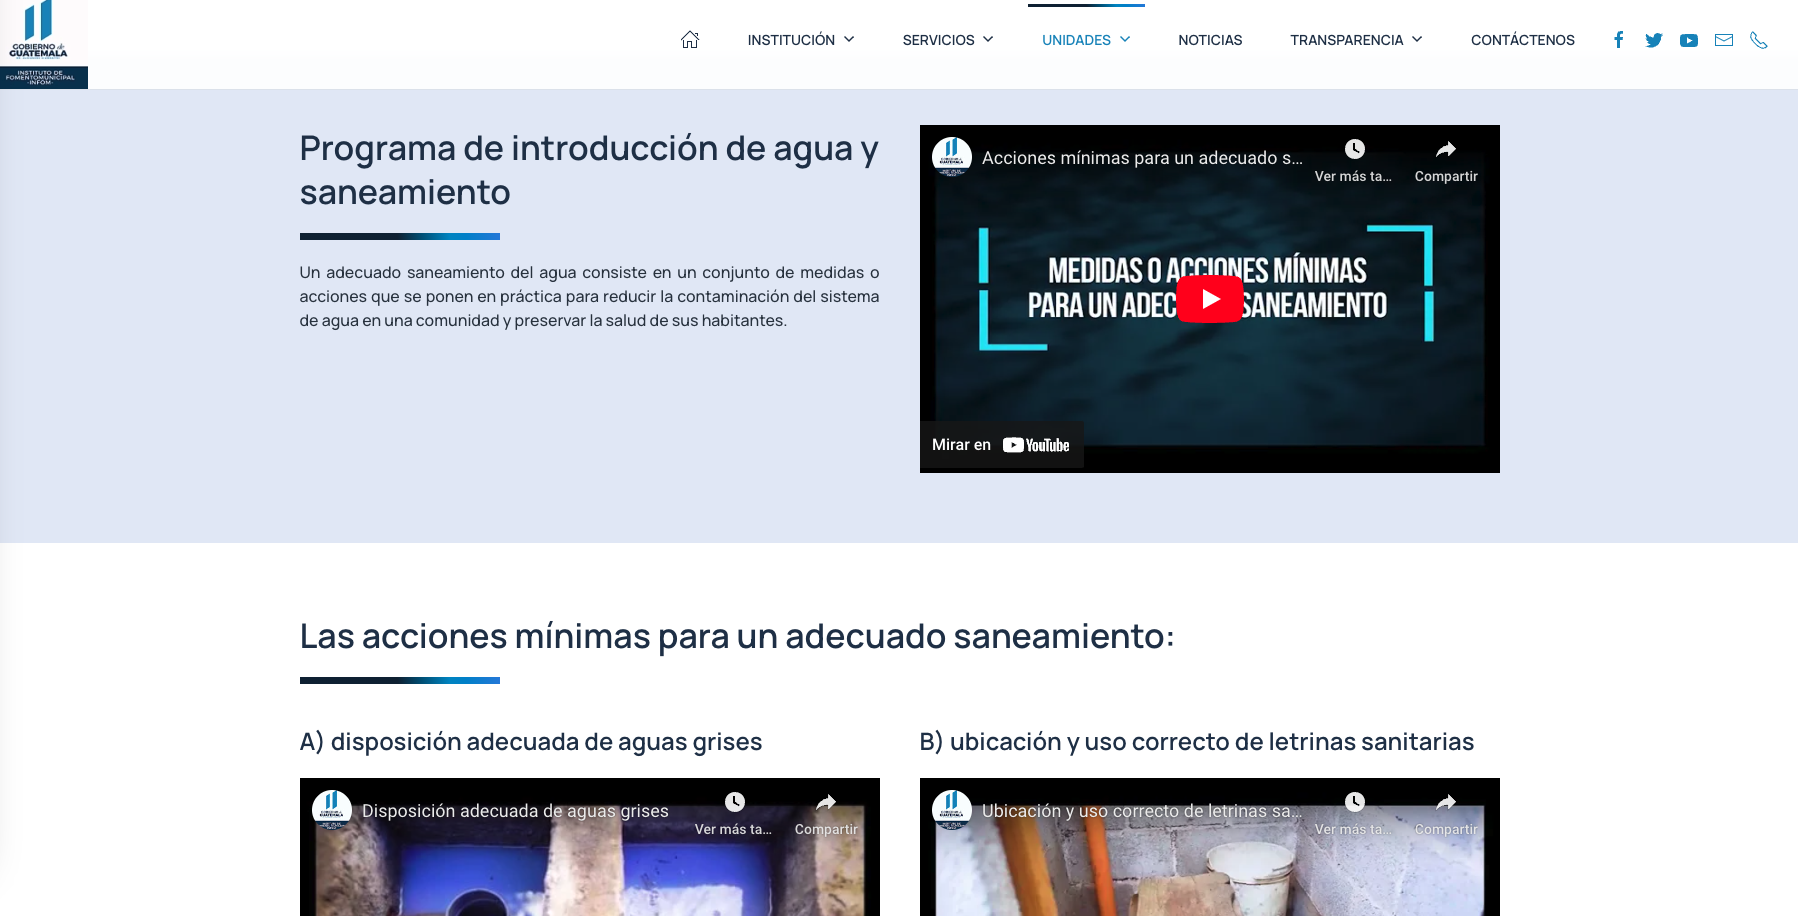 GOBIERNO de
GUATEMALA
INSTITUTO DE
FOMENTO MUNICIPAL
-INFOM-
INSTITUCIÓN
SERVICIOS
UNIDADES
NOTICIAS
TRANSPARENCIA
CONTÁCTENOS
Programa de introducción de agua y
saneamiento
Un adecuado saneamiento del agua consiste en un conjunto de medidas o
acciones que se ponen en práctica para reducir la contaminación del sistema
de agua en una comunidad y preservar la salud de sus habitantes.
Acciones mínimas para un adecuado s...
Ver más ta...
Compartir
MEDIDAS O ACCIONES MÍNIMAS
PARA UN ADECUADO SANEAMIENTO
Mirar en YouTube
Las acciones mínimas para un adecuado saneamiento:
A) disposición adecuada de aguas grises
Disposición adecuada de aguas grises
Ver más ta...
Compartir
B) ubicación y uso correcto de letrinas sanitarias
Ubicación y uso correcto de letrinas sa...
Ver más ta...
Compartir